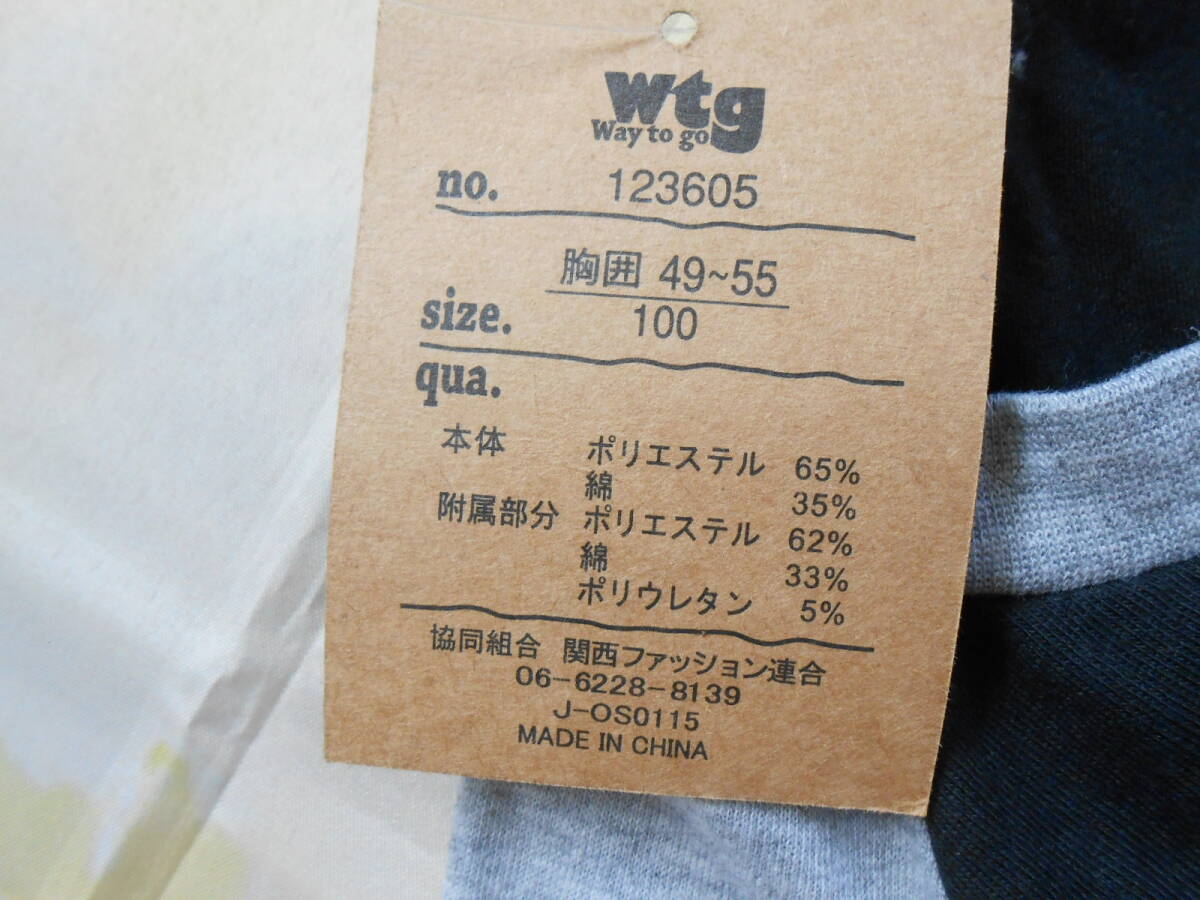 wtg
Way to go
no. 123605
胸囲 49~55
size. 100
qua.
本体 ポリエステル 65%
綿 35%
附属部分 ポリエステル 62%
綿 33%
ポリウレタン 5%
協同組合 関西ファッション連合
06-6228-8139
J-OS0115
MADE IN CHINA